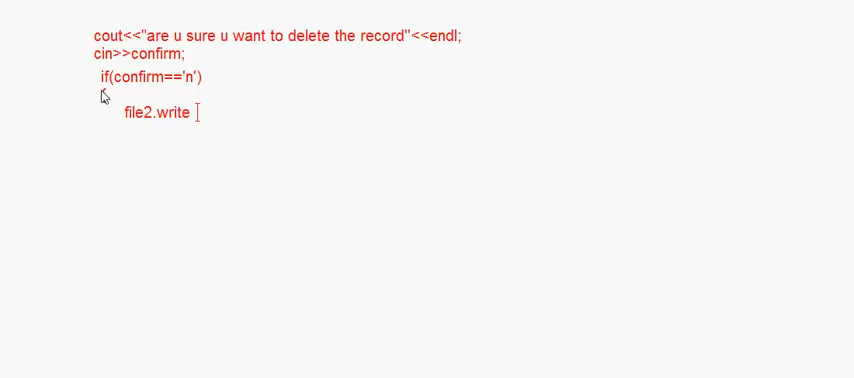 cout<<"are u sure u want to delete the record"<<endl;
cin>>confirm;
if(confirm=='n')
{
file2.write